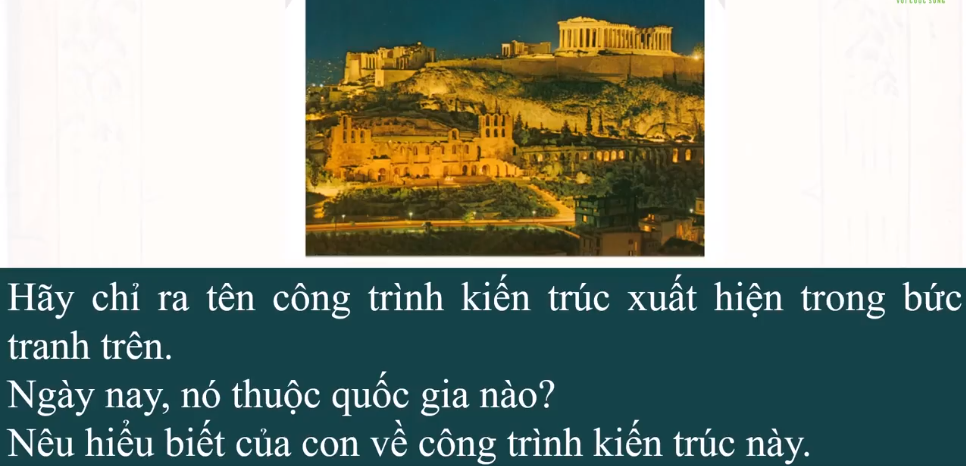 Hãy chỉ ra tên công trình kiến trúc xuất hiện trong bức
tranh trên.
Ngày nay, nó thuộc quốc gia nào?
Nêu hiểu biết của con về công trình kiến trúc này.